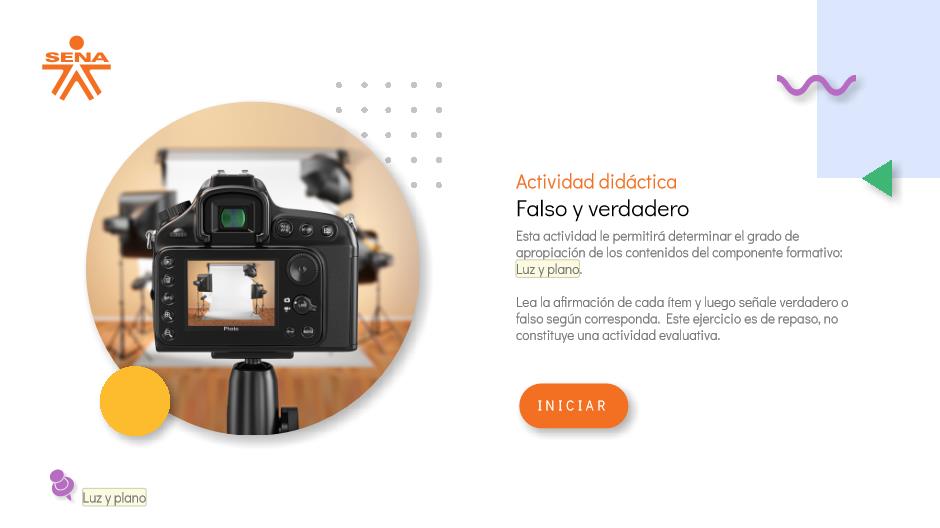 SENA
Actividad didáctica
Falso y verdadero
Esta actividad le permitirá determinar el grado de
apropiación de los contenidos del componente formativo:
Luz y plano.
Lea la afirmación de cada ítem y luego señale verdadero o
falso según corresponda. Este ejercicio es de repaso, no
constituye una actividad evaluativa.
Photo
INICIAR
Luz y plano